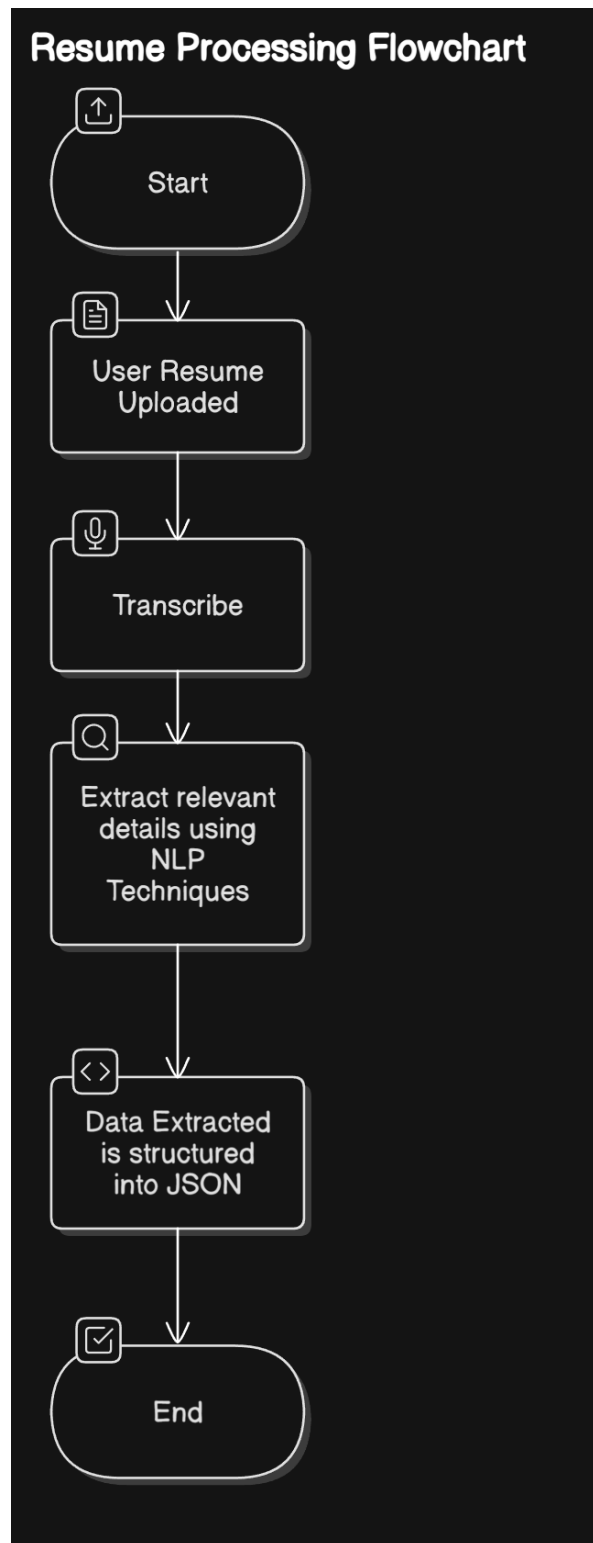 Resume Processing Flowchart
Start
User Resume
Uploaded
Transcribe
Extract relevant
details using
NLP
Techniques
Data Extracted
is structured
into JSON
End